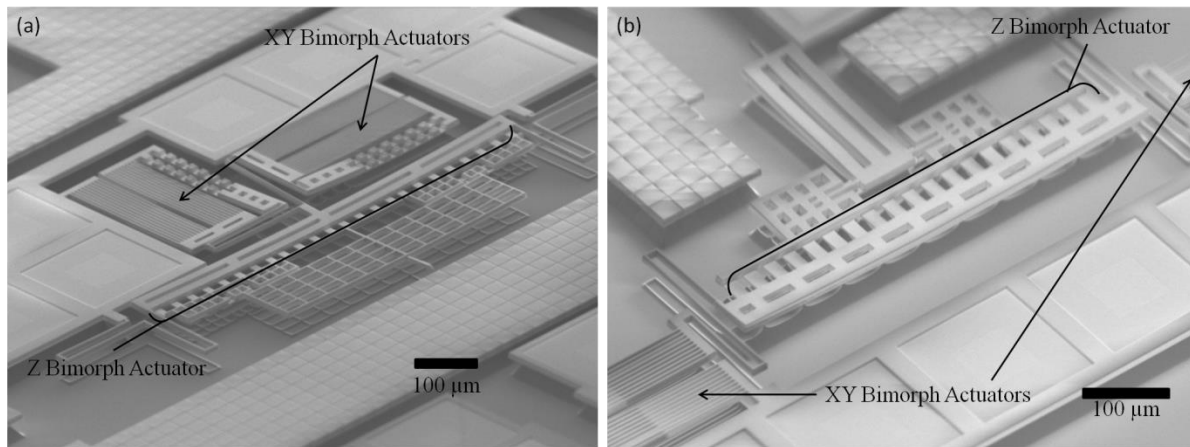 (a)
XY Bimorph Actuators
Z Bimorph Actuator
100 μm
(b)
Z Bimorph Actuator
XY Bimorph Actuators
100 μm